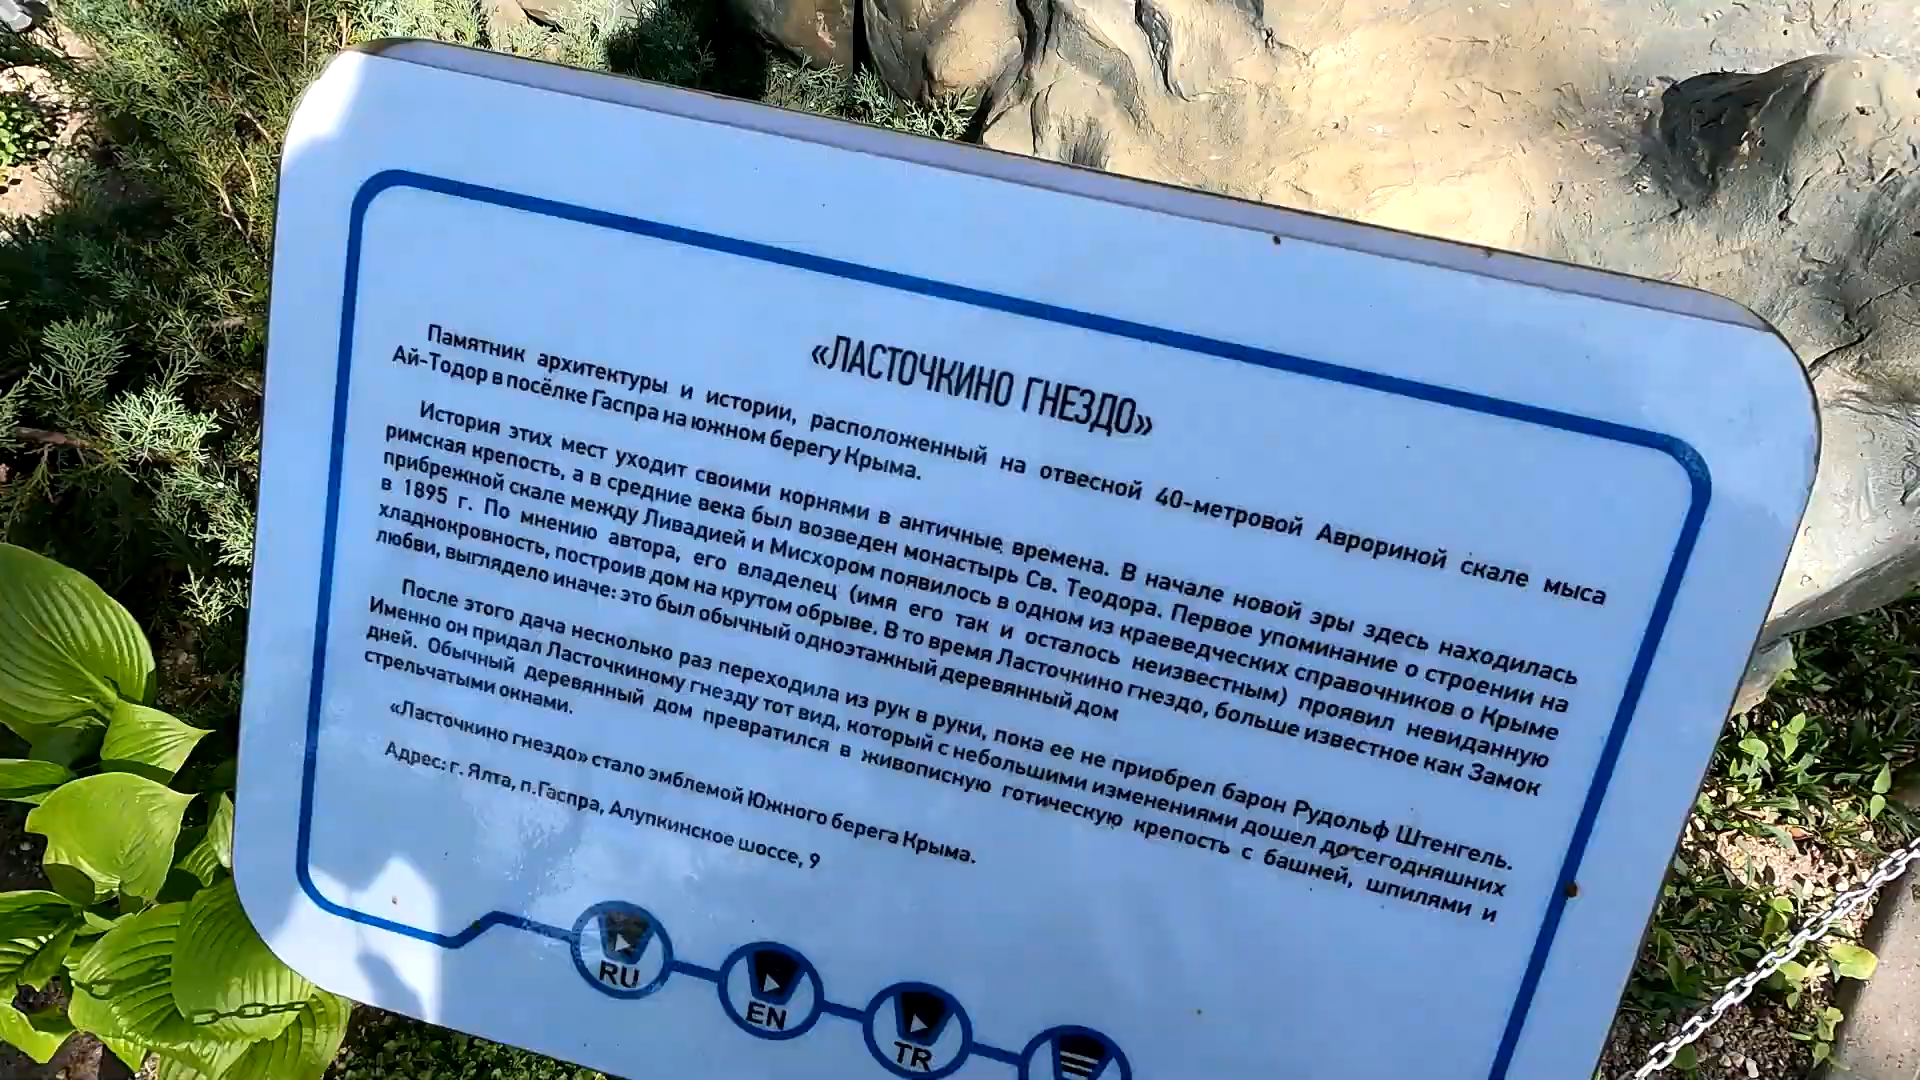 «ЛАСТОЧКИНО ГНЕЗДО»
Памятник архитектуры и истории, расположенный на отвесной 40-метровой Аврориной скале мыса
Ай-Тодор в посёлке Гаспра на южном берегу Крыма.
История этих мест уходит своими корнями в античные времена. В начале новой эры здесь находилась
римская крепость, а в средние века был возведен монастырь Св. Теодора. Первое упоминание о строении на
прибрежной скале между Ливадией и Мисхором появилось в одном из краеведческих справочников о Крыме
в 1895 г. По мнению автора, его владелец (имя его так и осталось неизвестным) проявил невиданную
хладнокровность, построив дом на крутом обрыве. В то время Ласточкино гнездо, больше известное как Замок
любви, выглядело иначе: это был обычный одноэтажный деревянный дом
После этого дача несколько раз переходила из рук в руки, пока ее не приобрел барон Рудольф Штенгель.
Именно он придал Ласточкиному гнезду тот вид, который с небольшими изменениями дошел до сегодняшних
дней. Обычный деревянный дом превратился в живописную готическую крепость с башней, шпилями и
стрельчатыми окнами.
«Ласточкино гнездо» стало эмблемой Южного берега Крыма.
Адрес: г. Ялта, п.Гаспра, Алупкинское шоссе, 9
RU
EN
TR